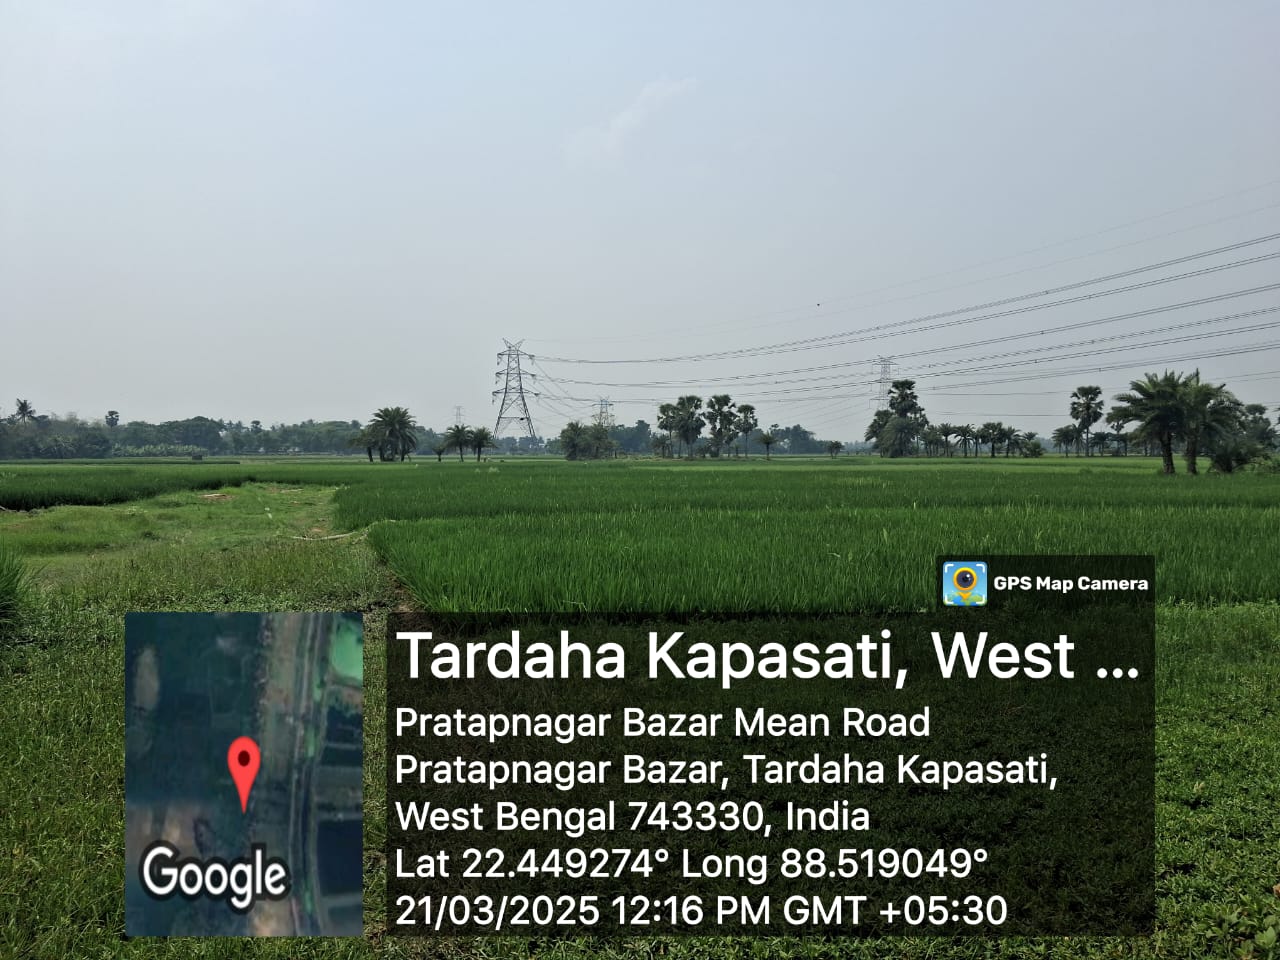 GPS Map Camera
Tardaha Kapasati, West ...
Pratapnagar Bazar Mean Road
Pratapnagar Bazar, Tardaha Kapasati,
West Bengal 743330, India
Lat 22.449274° Long 88.519049°
21/03/2025 12:16 PM GMT +05:30
Google